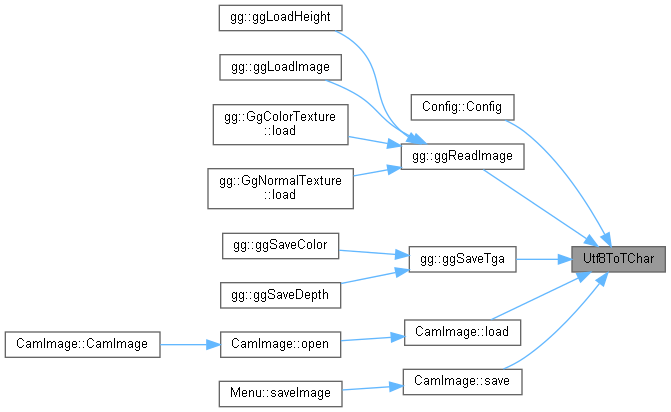 gg::ggLoadHeight
gg::ggLoadImage
Config::Config
gg::GgColorTexture
::load
gg::ggReadImage
gg::GgNormalTexture
::load
gg::ggSaveColor
gg::ggSaveTga
Utf8ToTChar
gg::ggSaveDepth
CamImage::CamImage
CamImage::open
CamImage::load
Menu::saveImage
CamImage::save